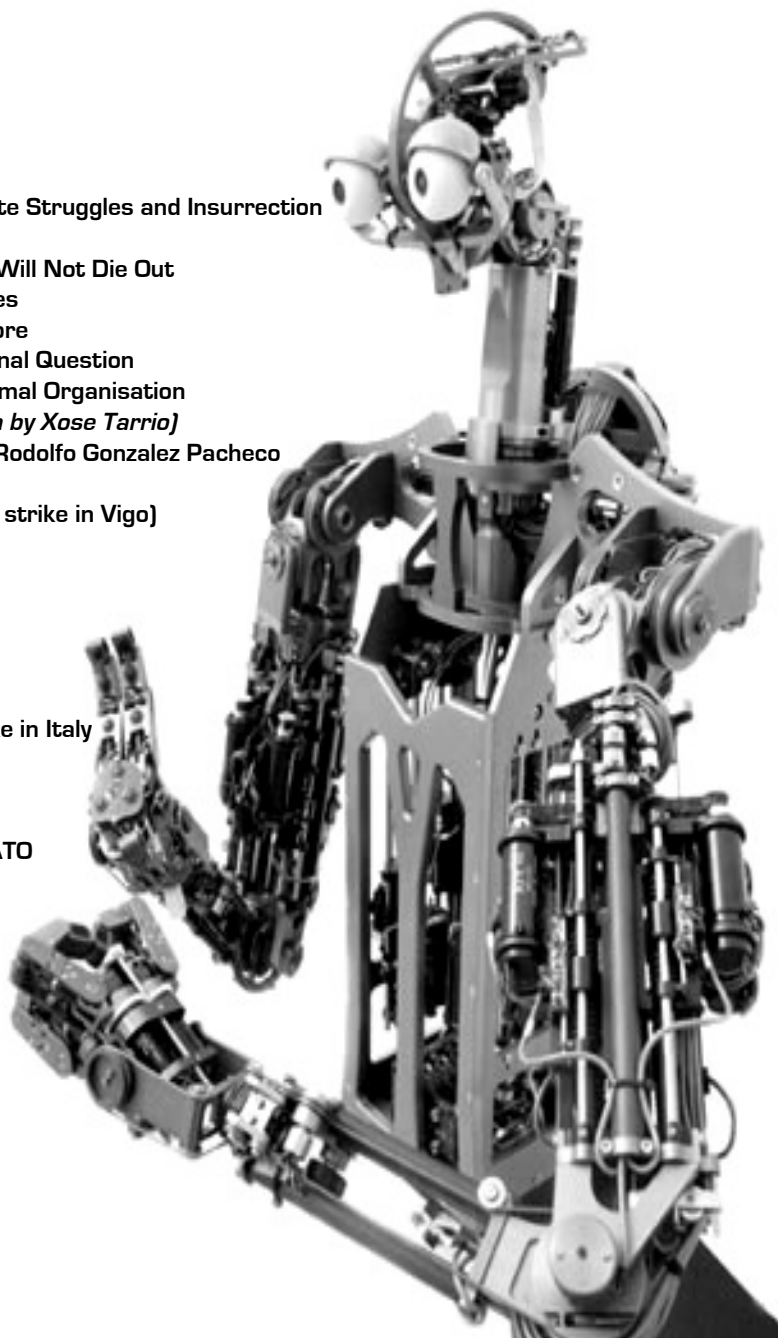 te Struggles and Insurrection
Will Not Die Out
es
ore
nal Question
mal Organisation
n by Xose Tarrio)
Rodolfo Gonzalez Pacheco
strike in Vigo)
e in Italy
ATO